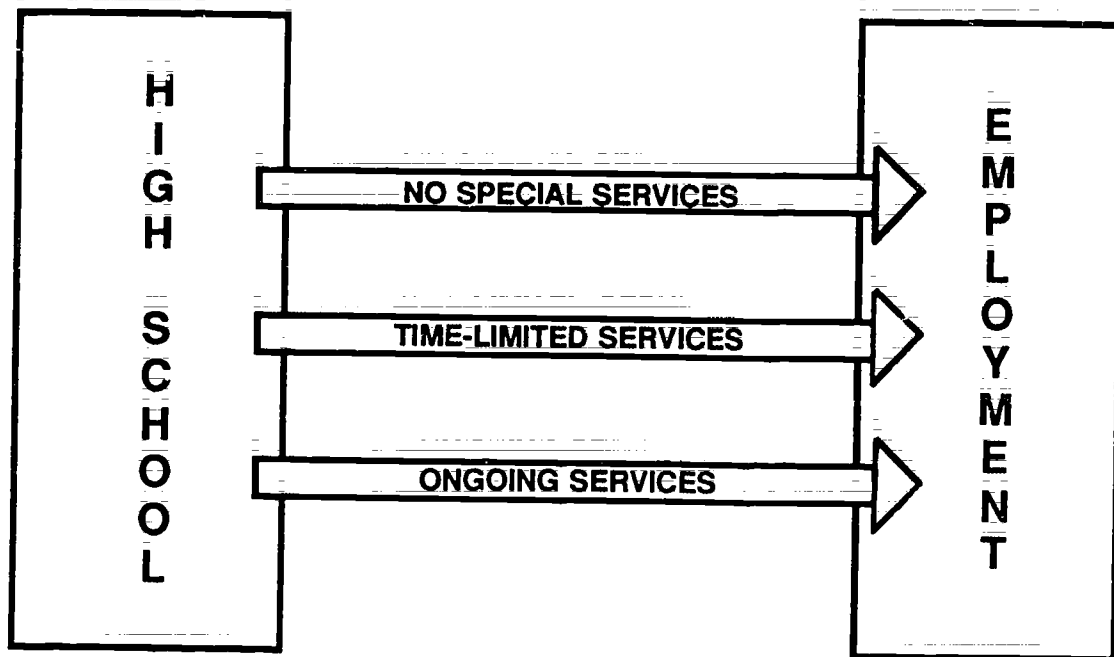 HIGH SCHOOL
NO SPECIAL SERVICES
TIME-LIMITED SERVICES
ONGOING SERVICES
EMPLOYMENT